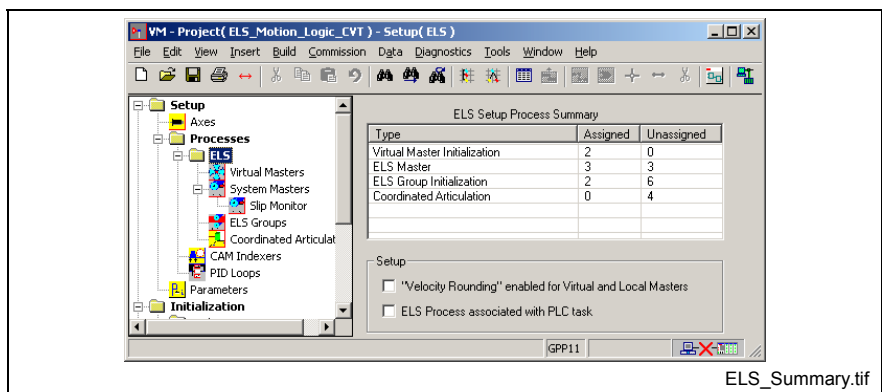 VM - Project( ELS_Motion_Logic_CVT ) - Setup( ELS )
File Edit View Insert Build Commission Data Diagnostics Tools Window Help
Setup
Axes
Processes
ELS
Virtual Masters
System Masters
Slip Monitor
ELS Groups
Coordinated Articulat
CAM Indexers
PID Loops
Parameters
Initialization
ELS Setup Process Summary
Type Assigned Unassigned
Virtual Master Initialization 2 0
ELS Master 3 3
ELS Group Initialization 2 6
Coordinated Articulation 0 4
Setup
"Velocity Rounding" enabled for Virtual and Local Masters
ELS Process associated with PLC task
GPP11
ELS_Summary.tif